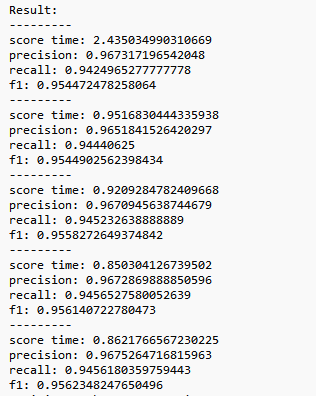 Result:
---------
score time: 2.435034990310669
precision: 0.967317196542048
recall: 0.9424965277777778
f1: 0.954472478258064
---------
score time: 0.9516830444335938
precision: 0.9651841526420297
recall: 0.94440625
f1: 0.9544902562398434
---------
score time: 0.9209284782409668
precision: 0.9670945638744679
recall: 0.945232638888889
f1: 0.9558272649374842
---------
score time: 0.850304126739502
precision: 0.9672869888850596
recall: 0.9456527580052639
f1: 0.956140722780473
---------
score time: 0.8621766567230225
precision: 0.9675264716815963
recall: 0.9456180359759443
f1: 0.9562348247650496